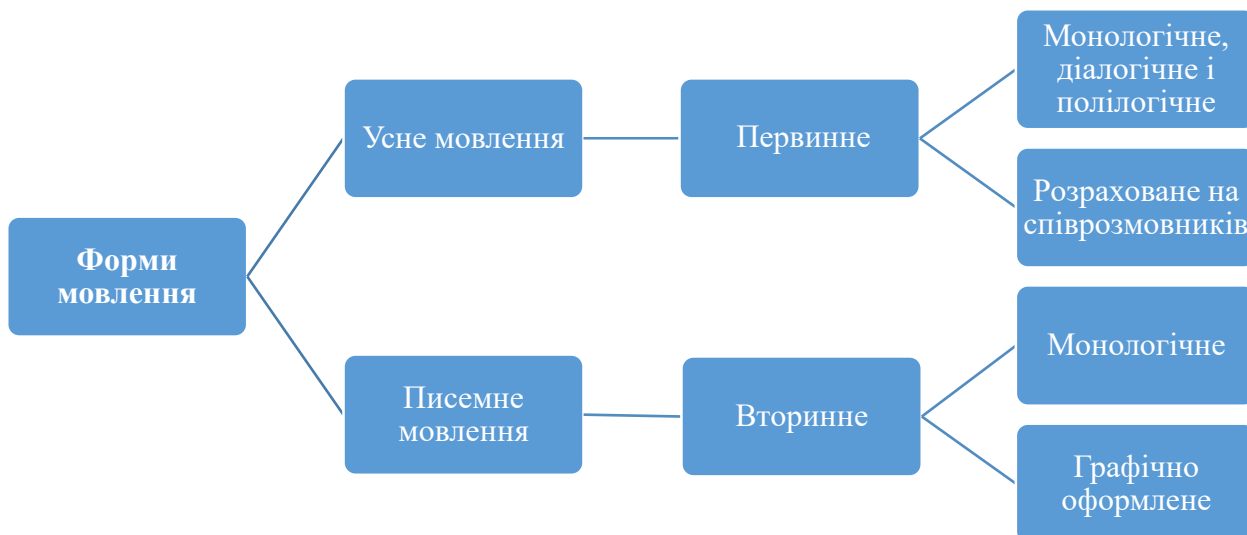 Форми
мовлення
Усне мовлення
Первинне
Монологічне,
діалогічне і
полілогічне
Розраховане на
співрозмовників
Писемне
мовлення
Вторинне
Монологічне
Графічно
оформлене